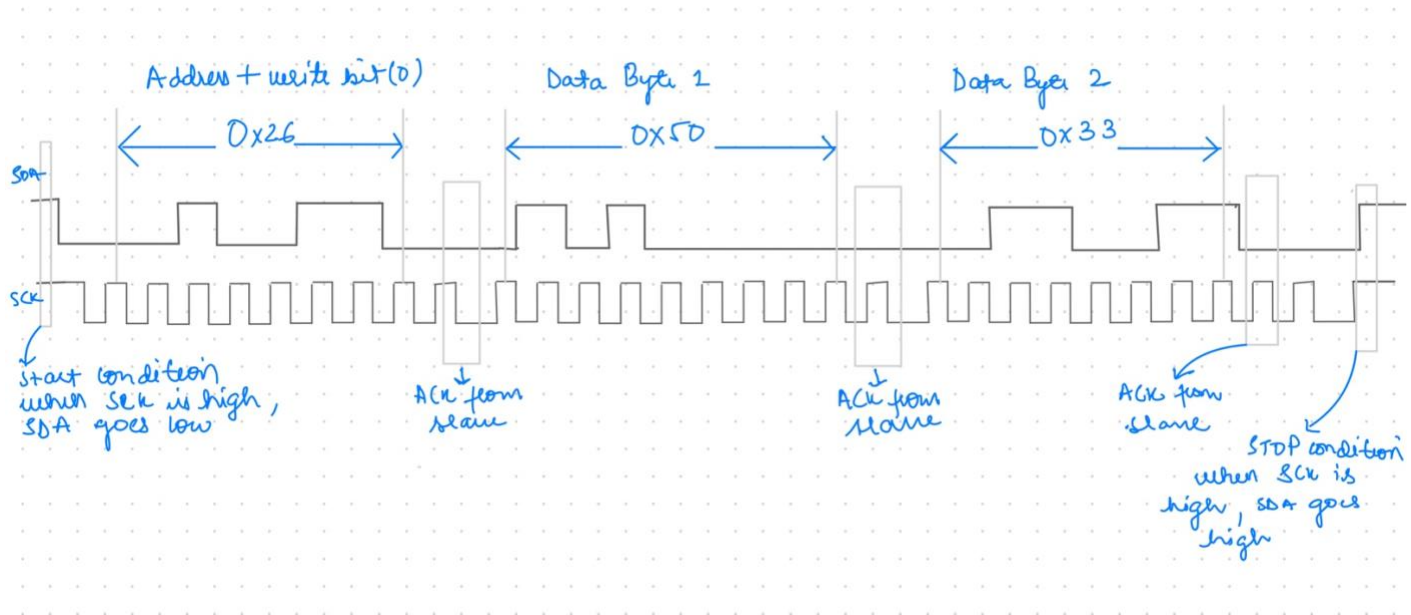 Address + write bit(0)
Data Byte 1
Data Byte 2
0x26
0x50
0x33
SDA
SCK
Start condition
when SCK is high,
SDA goes low
ACK from
slave
ACK from
slave
ACK from
slave
STOP condition
when SCK is
high, SDA goes
high